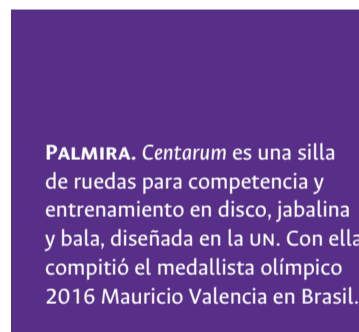 PALMIRA. Centarum es una silla
de ruedas para competencia y
entrenamiento en disco, jabalina
y bala, diseñada en la UN. Con ella
compitió el medallista olímpico
2016 Mauricio Valencia en Brasil.